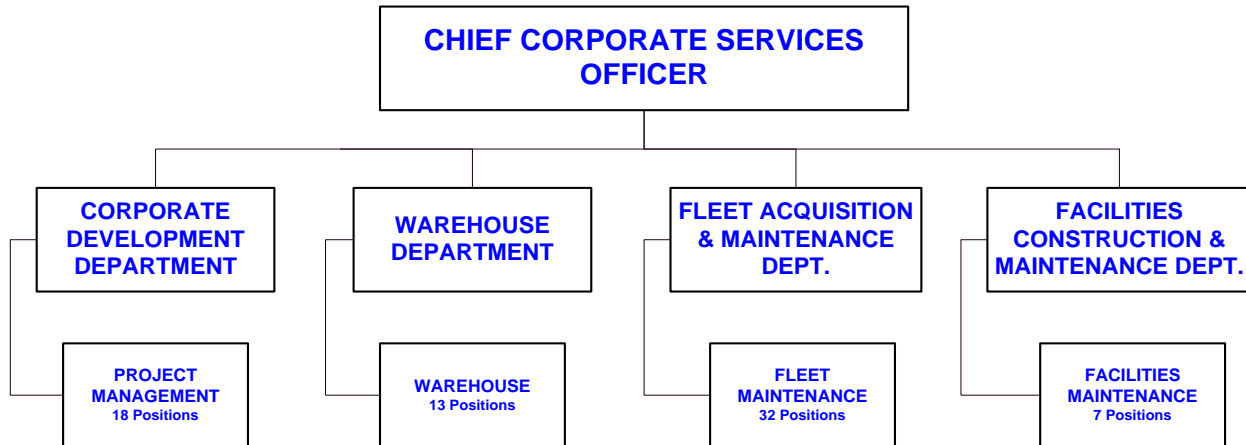 CHIEF CORPORATE SERVICES
OFFICER
CORPORATE
DEVELOPMENT
DEPARTMENT
WAREHOUSE
DEPARTMENT
FLEET ACQUISITION
& MAINTENANCE
DEPT.
FACILITIES
CONSTRUCTION &
MAINTENANCE DEPT.
PROJECT
MANAGEMENT
18 Positions
WAREHOUSE
13 Positions
FLEET
MAINTENANCE
32 Positions
FACILITIES
MAINTENANCE
7 Positions